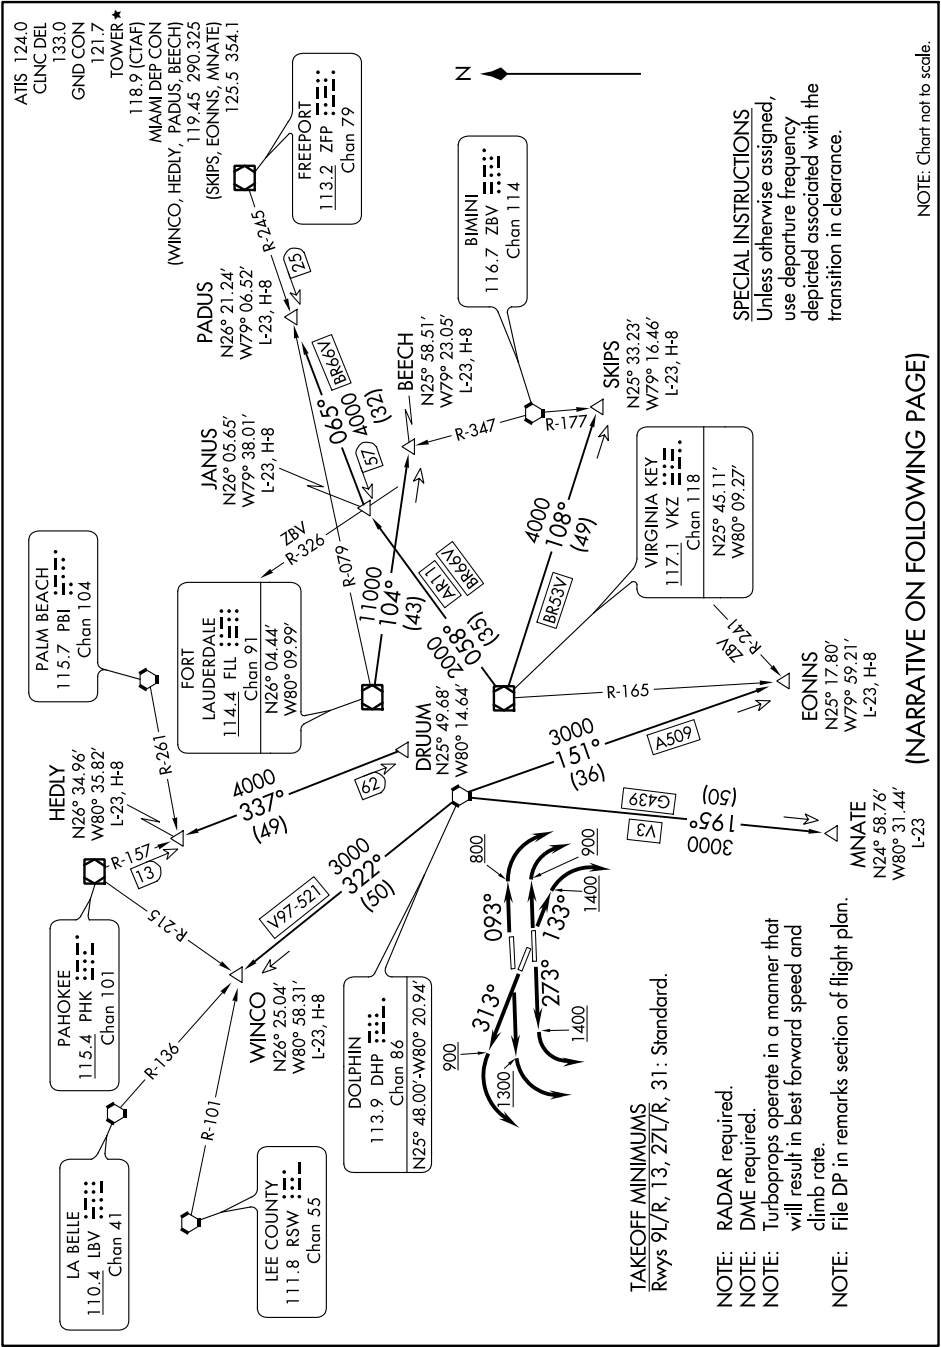 ATIS 124.0
CLNC DEL
133.0
GND CON
121.7
TOWER★
118.9 (CTAF)
MIAMI DEP CON
(WINCO, HEDLY, PADUS, BEECH)
119.45 290.325
(SKIPS, EONNS, MNATE)
125.5 354.1
N
FREEPORT
113.2 ZFP
Chan 79
R-245
25
PADUS
N26° 21.24'
W79° 06.52'
L-23, H-8
BIMINI
116.7 ZBV
Chan 114
BR66V
065°
4000
(32)
57
BEECH
N25° 58.51'
W79° 23.05'
L-23, H-8
R-347
R-177
SKIPS
N25° 33.23'
W79° 16.46'
L-23, H-8
JANUS
N26° 05.65'
W79° 38.01'
L-23, H-8
ZBV
R-326
R-079
11000
104°
(43)
AR11
BR66V
2000
058°
(35)
4000
108°
(49)
BR53V
VIRGINIA KEY
117.1 VKZ
Chan 118
N25° 45.11'
W80° 09.27'
PALM BEACH
115.7 PBI
Chan 104
R-261
FORT
LAUDERDALE
114.4 FLL
Chan 91
N26° 04.44'
W80° 09.99'
DRUUM
N25° 49.68'
W80° 14.64'
62
4000
337°
(49)
HEDLY
N26° 34.96'
W80° 35.82'
L-23, H-8
R-157
13
R-165
ZBV
R-241
EONNS
N25° 17.80'
W79° 59.21'
L-23, H-8
3000
151°
(36)
A509
G439
V3
(50)
195°
3000
MNATE
N24° 58.76'
W80° 31.44'
L-23
PAHOKEE
115.4 PHK
Chan 101
R-215
V97-521
3000
322°
(50)
WINCO
N26° 25.04'
W80° 58.31'
L-23, H-8
DOLPHIN
113.9 DHP
Chan 86
N25° 48.00'-W80° 20.94'
R-136
R-101
LA BELLE
110.4 LBV
Chan 41
LEE COUNTY
111.8 RSW
Chan 55
800
093°
900
133°
1400
313°
900
273°
1400
1300
SPECIAL INSTRUCTIONS
Unless otherwise assigned,
use departure frequency
depicted associated with the
transition in clearance.
TAKEOFF MINIMUMS
Rwys 9L/R, 13, 27L/R, 31: Standard.
NOTE: RADAR required.
NOTE: DME required.
NOTE: Turboprops operate in a manner that
will result in best forward speed and
climb rate.
NOTE: File DP in remarks section of flight plan.
(NARRATIVE ON FOLLOWING PAGE)
NOTE: Chart not to scale.